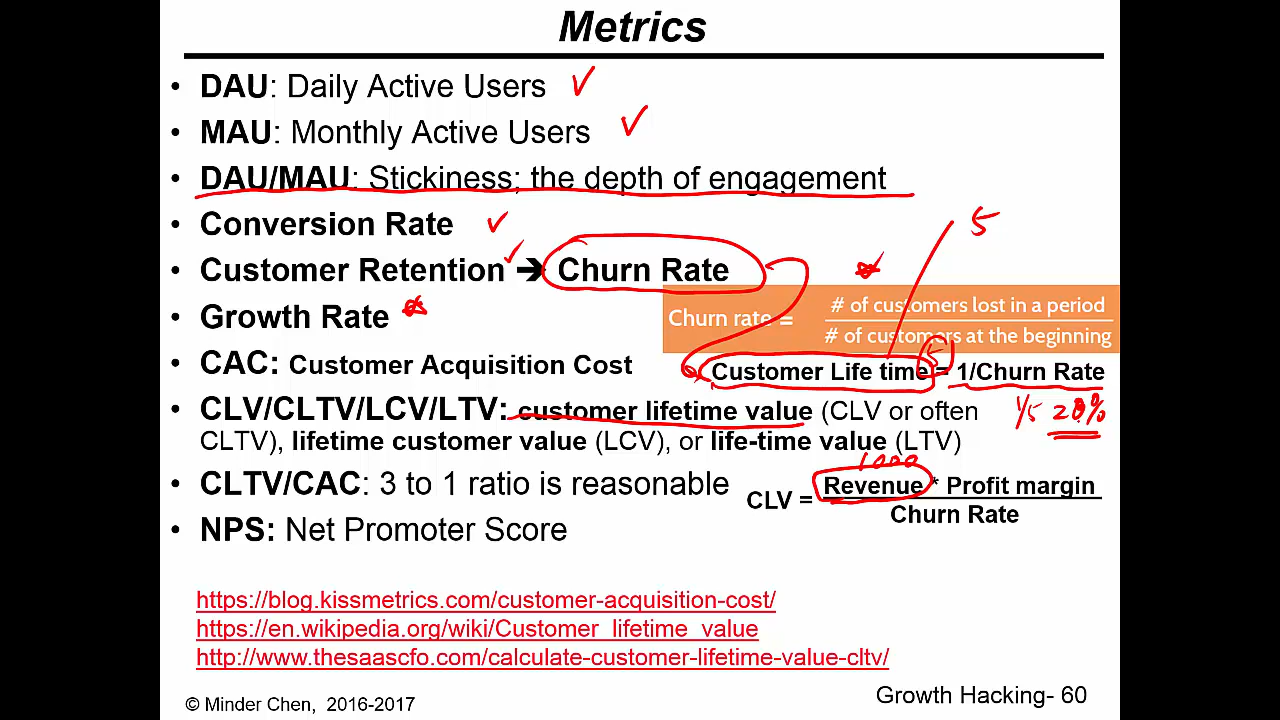 Metrics
• DAU: Daily Active Users
• MAU: Monthly Active Users
• DAU/MAU: Stickiness; the depth of engagement
• Conversion Rate
5
• Customer Retention ➔ Churn Rate
• Growth Rate
Churn rate = # of customers lost in a period
# of customers at the beginning
• CAC: Customer Acquisition Cost
5
Customer Life time = 1/Churn Rate
1/5 20%
• CLV/CLTV/LCV/LTV: customer lifetime value (CLV or often
CLTV), lifetime customer value (LCV), or life-time value (LTV)
• CLTV/CAC: 3 to 1 ratio is reasonable
1000
CLV = Revenue * Profit margin
Churn Rate
• NPS: Net Promoter Score
https://blog.kissmetrics.com/customer-acquisition-cost/
https://en.wikipedia.org/wiki/Customer_lifetime_value
http://www.thesaascfo.com/calculate-customer-lifetime-value-cltv/
© Minder Chen, 2016-2017
Growth Hacking- 60